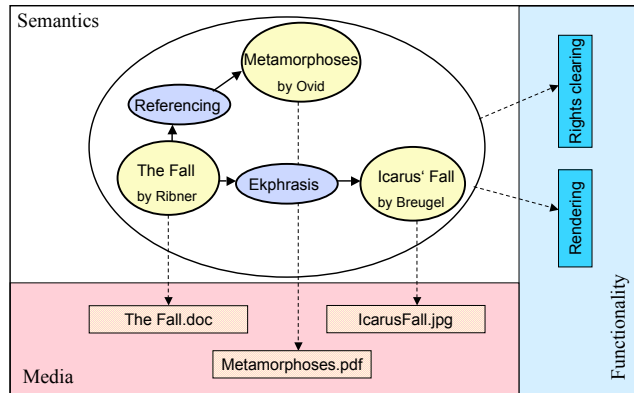 Semantics
Metamorphoses
by Ovid
Referencing
The Fall
by Ribner
Ekphrasis
Icarus‘ Fall
by Breugel
Rights clearing
Rendering
Functionality
The Fall.doc
IcarusFall.jpg
Metamorphoses.pdf
Media